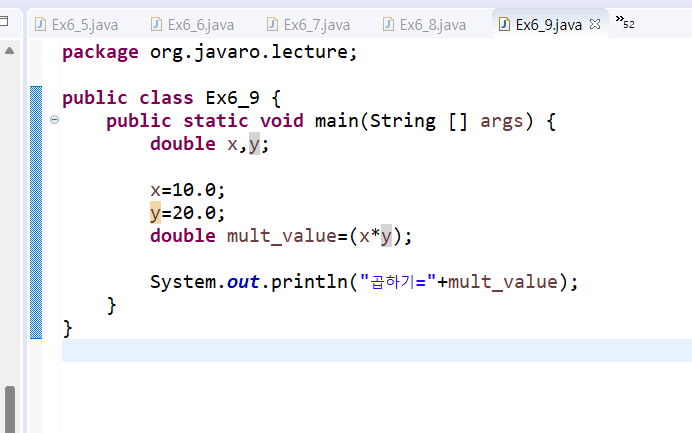 Ex6_5.java Ex6_6.java Ex6_7.java Ex6_8.java Ex6_9.java »52
package org.javaro.lecture;
public class Ex6_9 {
public static void main(String [] args) {
double x,y;
x=10.0;
y=20.0;
double mult_value=(x*y);
System.out.println("곱하기="+mult_value);
}
}